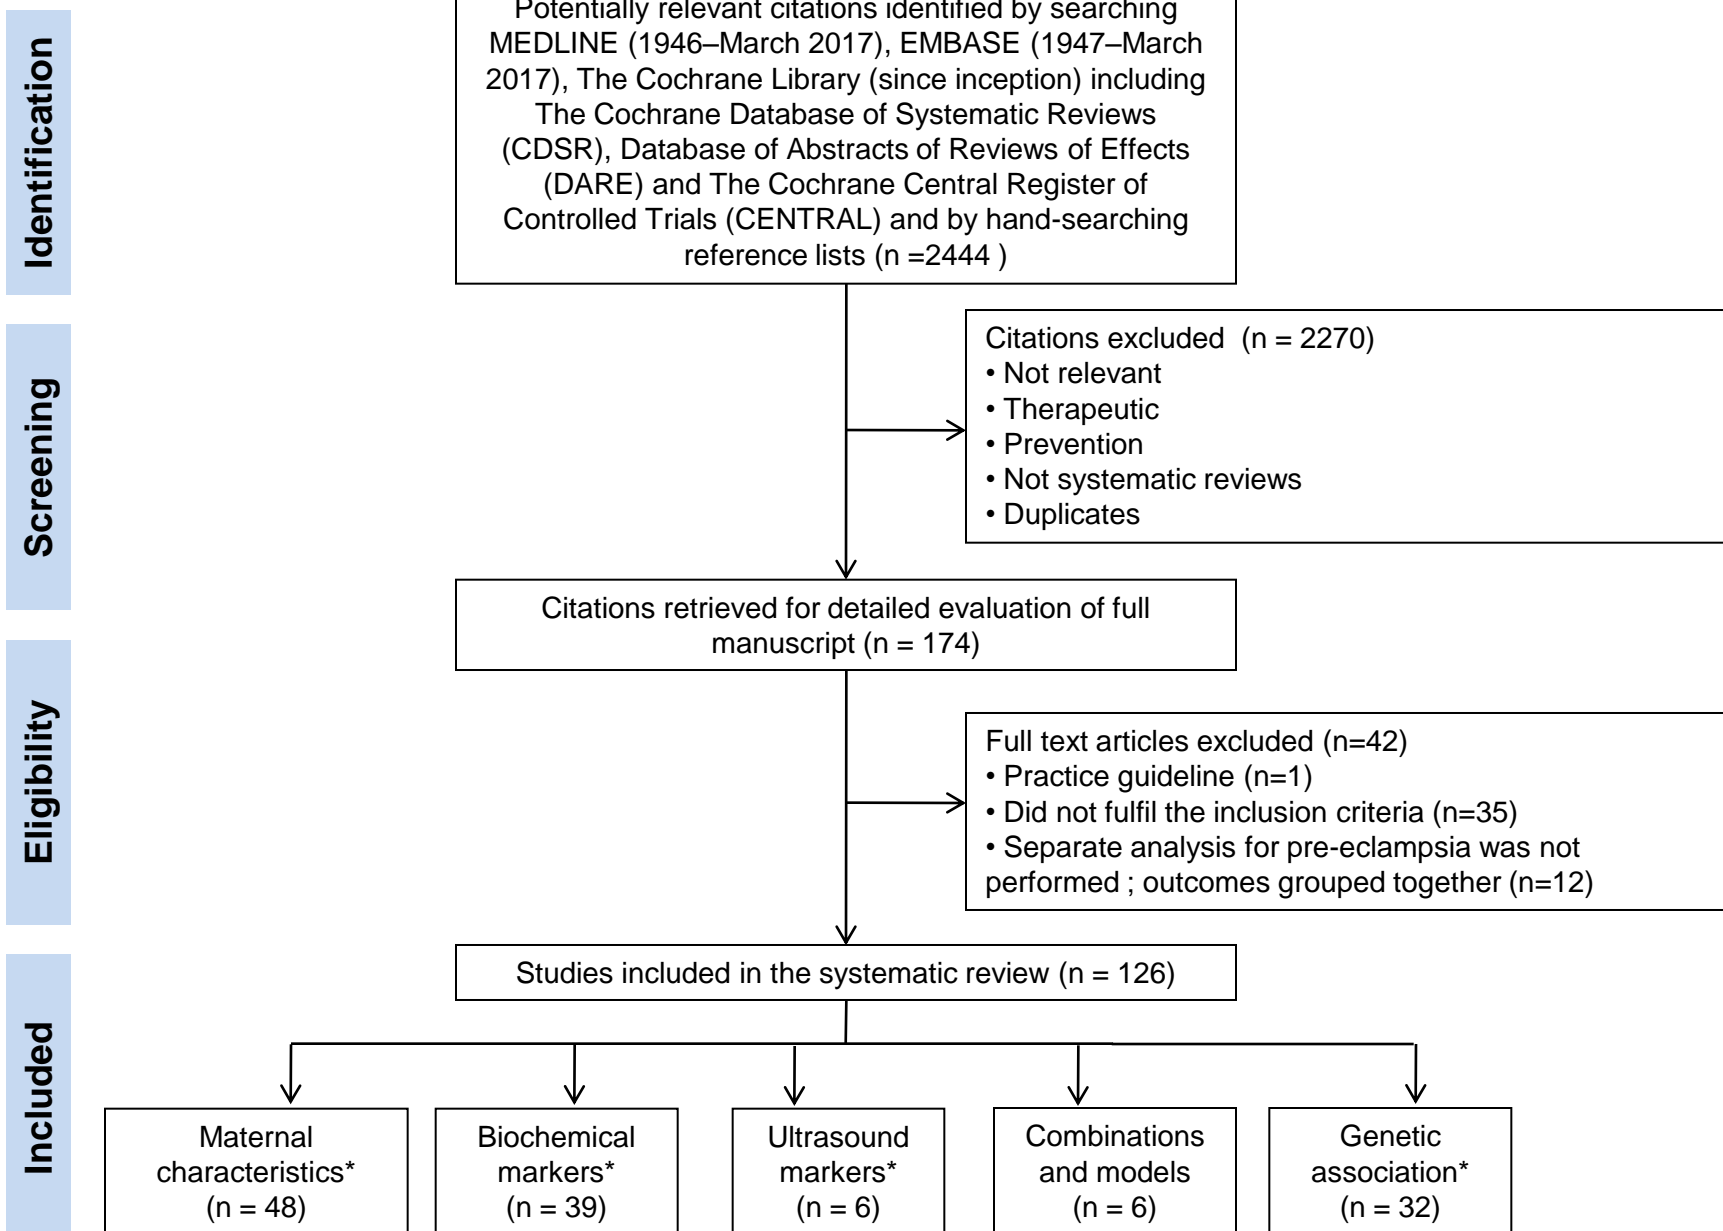 Identification
Potentially relevant citations identified by searching
MEDLINE (1946–March 2017), EMBASE (1947–March
2017), The Cochrane Library (since inception) including
The Cochrane Database of Systematic Reviews
(CDSR), Database of Abstracts of Reviews of Effects
(DARE) and The Cochrane Central Register of
Controlled Trials (CENTRAL) and by hand-searching
reference lists (n =2444 )
Screening
Citations excluded  (n = 2270)
• Not relevant
• Therapeutic
• Prevention
• Not systematic reviews
• Duplicates
Citations retrieved for detailed evaluation of full
manuscript (n = 174)
Eligibility
Full text articles excluded (n=42)
• Practice guideline (n=1)
• Did not fulfil the inclusion criteria (n=35)
• Separate analysis for pre-eclampsia was not
performed ; outcomes grouped together (n=12)
Included
Studies included in the systematic review (n = 126)
Maternal
characteristics*
(n = 48)
Biochemical
markers*
(n = 39)
Ultrasound
markers*
(n = 6)
Combinations
and models
(n = 6)
Genetic
association*
(n = 32)